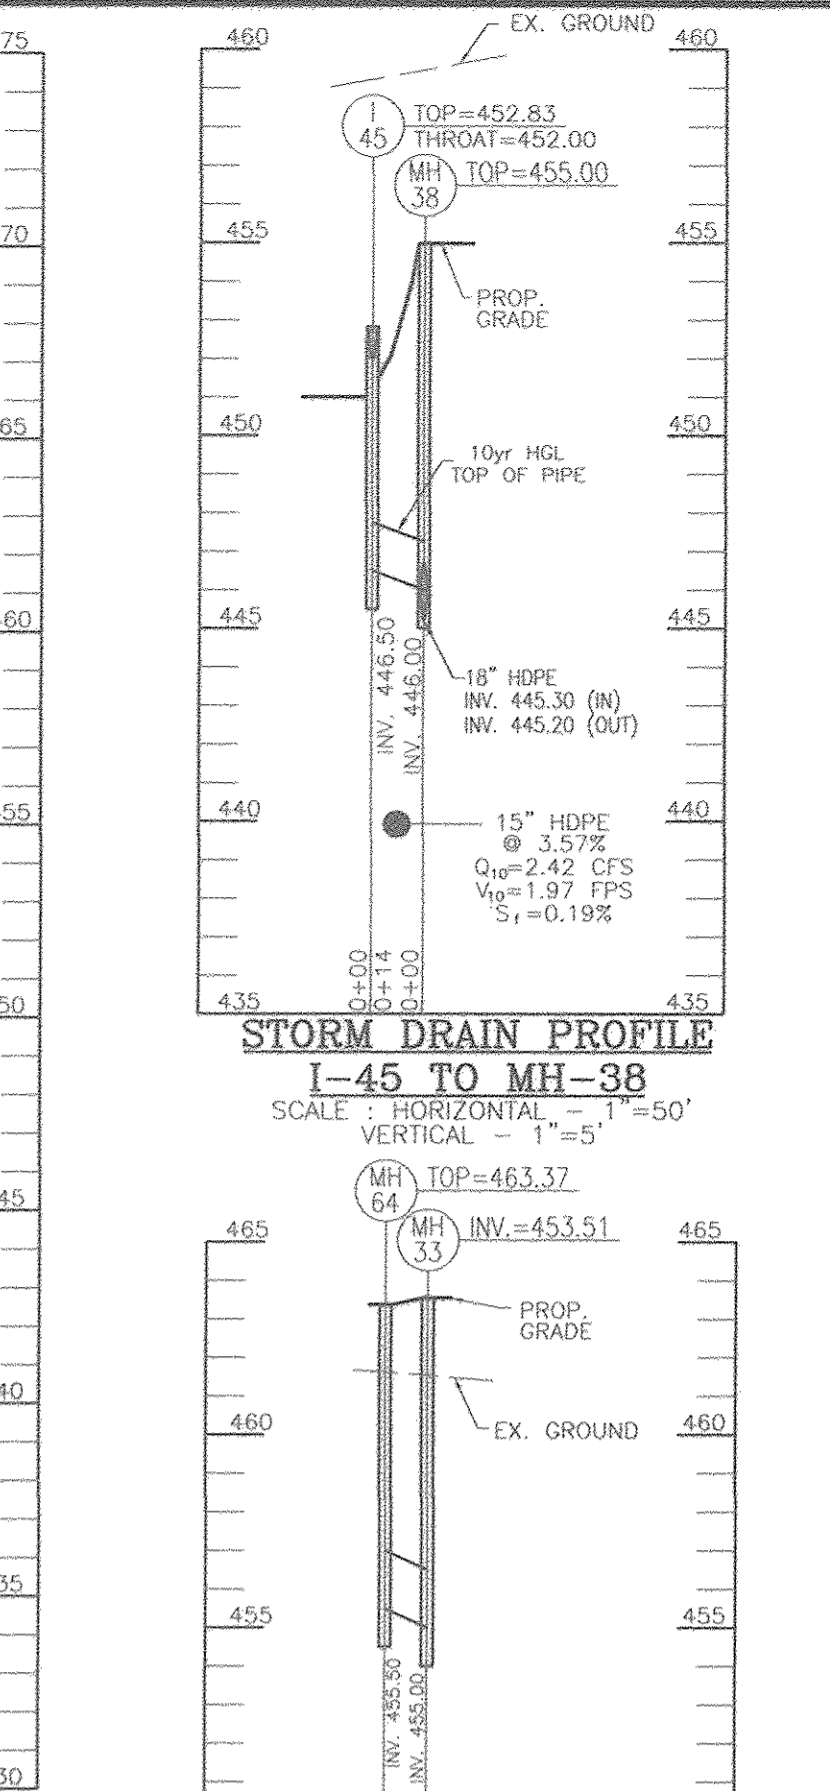 EX. GROUND
460
460
I
45
TOP=452.83
THROAT=452.00
MH
38
TOP=455.00
455
455
PROP.
GRADE
450
450
10yr HGL
TOP OF PIPE
445
445
INV. 446.50
INV. 446.00
18" HDPE
INV. 445.30 (IN)
INV. 445.20 (OUT)
440
440
15" HDPE
@ 3.57%
Q10=2.42 CFS
V10=1.97 FPS
Sf=0.19%
0+00
0+14
0+00
435
435
STORM DRAIN PROFILE
I-45 TO MH-38
SCALE : HORIZONTAL - 1"=50'
VERTICAL - 1"=5'
MH
64
TOP=463.37
MH
33
INV.=453.51
465
465
PROP.
GRADE
460
460
EX. GROUND
455
455
INV. 455.50
INV. 455.00
75
70
65
60
55
50
45
40
35
30